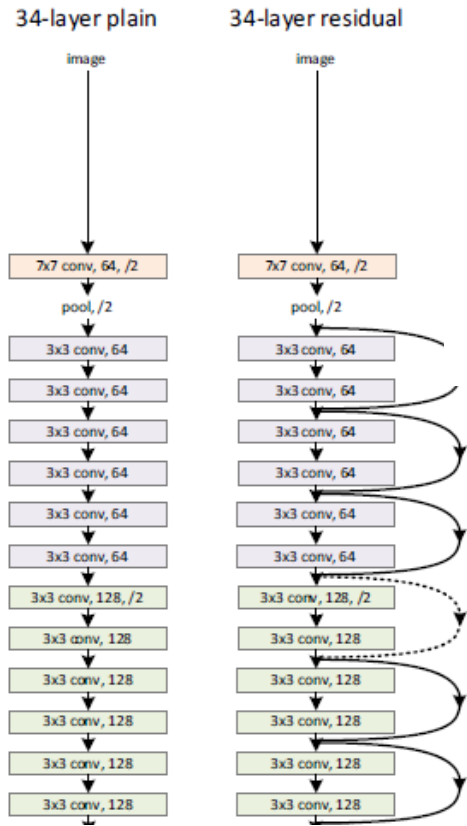 34-layer plain
image
7x7 conv, 64, /2
pool, /2
3x3 conv, 64
3x3 conv, 64
3x3 conv, 64
3x3 conv, 64
3x3 conv, 64
3x3 conv, 64
3x3 conv, 128, /2
3x3 conv, 128
3x3 conv, 128
3x3 conv, 128
3x3 conv, 128
3x3 conv, 128
34-layer residual
image
7x7 conv, 64, /2
pool, /2
3x3 conv, 64
3x3 conv, 64
3x3 conv, 64
3x3 conv, 64
3x3 conv, 64
3x3 conv, 64
3x3 conv, 128, /2
3x3 conv, 128
3x3 conv, 128
3x3 conv, 128
3x3 conv, 128
3x3 conv, 128